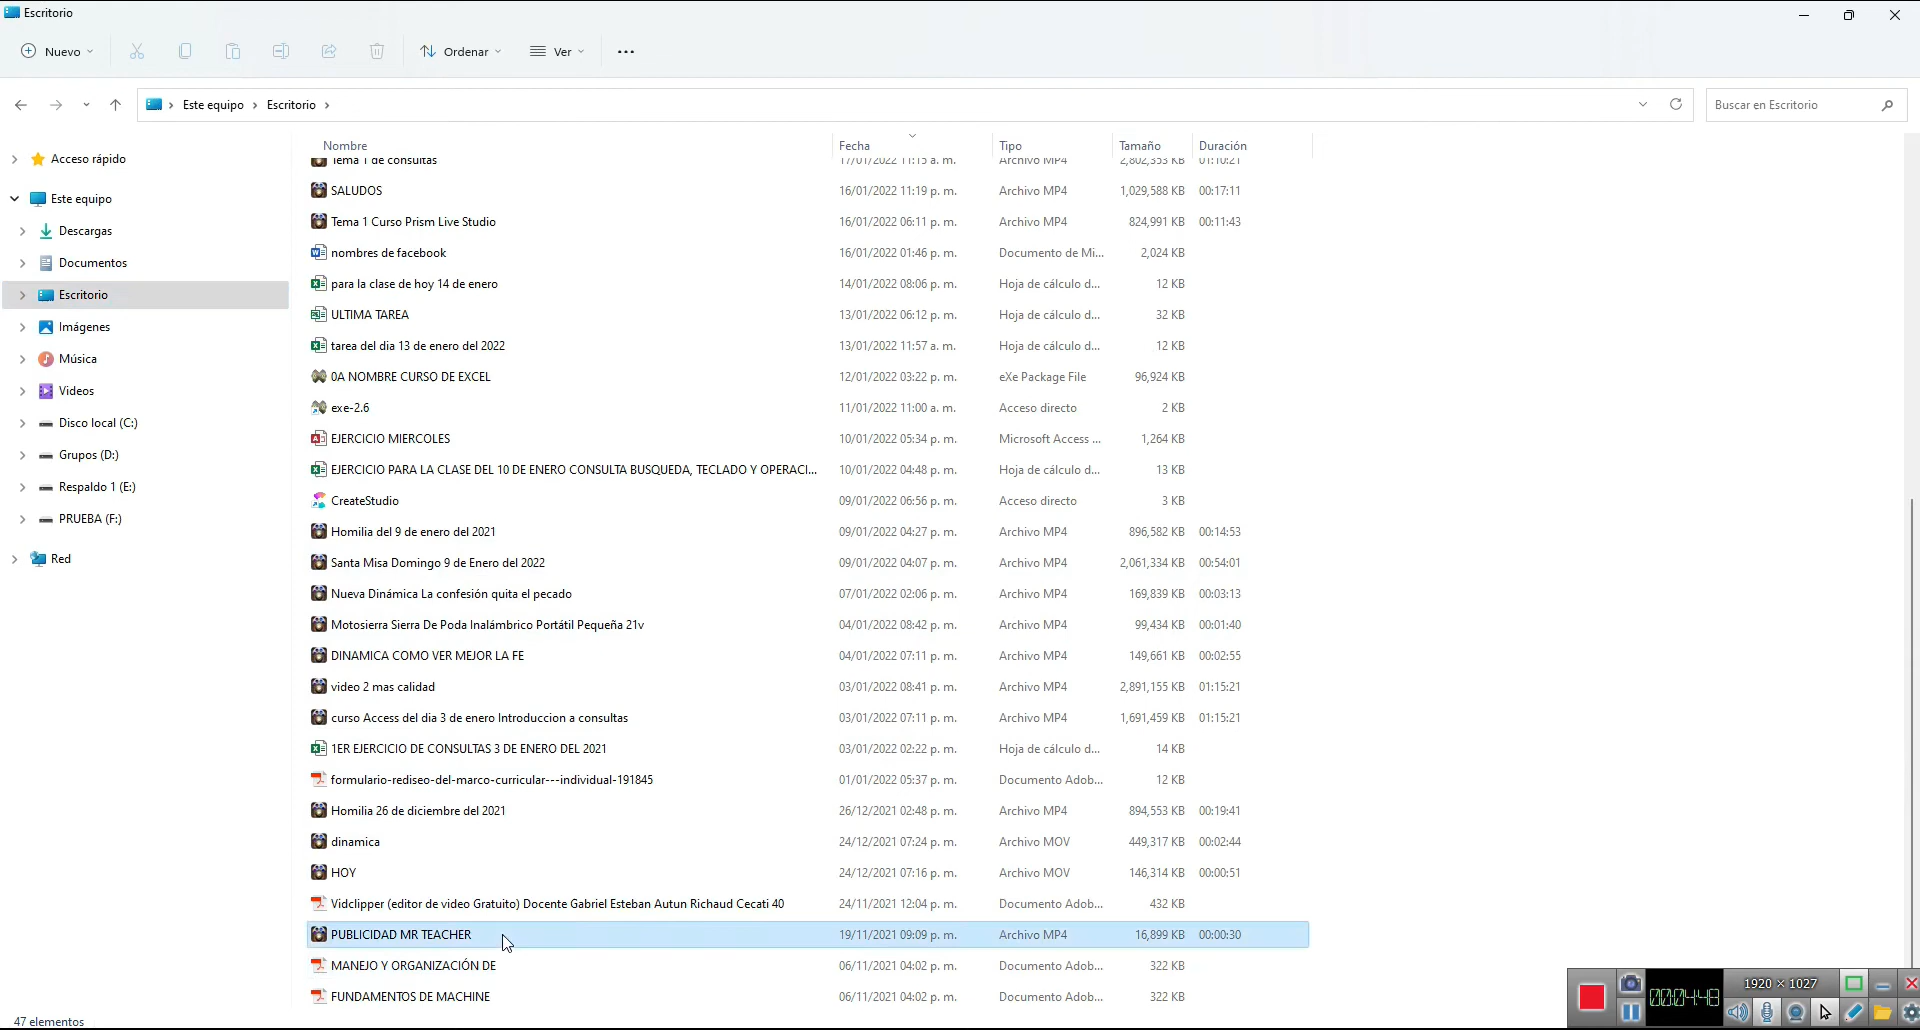 Escritorio
Nuevo
Ordenar
Ver
Este equipo > Escritorio >
Buscar en Escritorio
Nombre Fecha Tipo Tamaño Duración
Acceso rápido
Este equipo
Descargas
Documentos
Escritorio
Imágenes
Música
Videos
Disco local (C:)
Grupos (D:)
Respaldo 1 (E:)
PRUEBA (F:)
Red
Tema 1 de consultas 17/01/2022 11:15 a. m. Archivo MP4 2,802,353 KB 01:10:21
SALUDOS 16/01/2022 11:19 p. m. Archivo MP4 1,029,588 KB 00:17:11
Tema 1 Curso Prism Live Studio 16/01/2022 06:11 p. m. Archivo MP4 824,991 KB 00:11:43
nombres de facebook 16/01/2022 01:46 p. m. Documento de Mi... 2,024 KB
para la clase de hoy 14 de enero 14/01/2022 08:06 p. m. Hoja de cálculo d... 12 KB
ULTIMA TAREA 13/01/2022 06:12 p. m. Hoja de cálculo d... 32 KB
tarea del dia 13 de enero del 2022 13/01/2022 11:57 a. m. Hoja de cálculo d... 12 KB
0A NOMBRE CURSO DE EXCEL 12/01/2022 03:22 p. m. eXe Package File 96,924 KB
exe-2.6 11/01/2022 11:00 a. m. Acceso directo 2 KB
EJERCICIO MIERCOLES 10/01/2022 05:34 p. m. Microsoft Access ... 1,264 KB
EJERCICIO PARA LA CLASE DEL 10 DE ENERO CONSULTA BUSQUEDA, TECLADO Y OPERACI... 10/01/2022 04:48 p. m. Hoja de cálculo d... 13 KB
CreateStudio 09/01/2022 06:56 p. m. Acceso directo 3 KB
Homilia del 9 de enero del 2021 09/01/2022 04:27 p. m. Archivo MP4 896,582 KB 00:14:53
Santa Misa Domingo 9 de Enero del 2022 09/01/2022 04:07 p. m. Archivo MP4 2,061,334 KB 00:54:01
Nueva Dinámica La confesión quita el pecado 07/01/2022 02:06 p. m. Archivo MP4 169,839 KB 00:03:13
Motosierra Sierra De Poda Inalámbrico Portátil Pequeña 21v 04/01/2022 08:42 p. m. Archivo MP4 99,434 KB 00:01:40
DINAMICA COMO VER MEJOR LA FE 04/01/2022 07:11 p. m. Archivo MP4 149,661 KB 00:02:55
video 2 mas calidad 03/01/2022 08:41 p. m. Archivo MP4 2,891,155 KB 01:15:21
curso Access del dia 3 de enero Introduccion a consultas 03/01/2022 07:11 p. m. Archivo MP4 1,691,459 KB 01:15:21
1ER EJERCICIO DE CONSULTAS 3 DE ENERO DEL 2021 03/01/2022 02:22 p. m. Hoja de cálculo d... 14 KB
formulario-rediseo-del-marco-curricular---individual-191845 01/01/2022 05:37 p. m. Documento Adob... 12 KB
Homilia 26 de diciembre del 2021 26/12/2021 02:48 p. m. Archivo MP4 894,553 KB 00:19:41
dinamica 24/12/2021 07:24 p. m. Archivo MOV 449,317 KB 00:02:44
HOY 24/12/2021 07:16 p. m. Archivo MOV 146,314 KB 00:00:51
Vidclipper (editor de video Gratuito) Docente Gabriel Esteban Autun Richaud Cecati 40 24/11/2021 12:04 p. m. Documento Adob... 432 KB
PUBLICIDAD MR TEACHER 19/11/2021 09:09 p. m. Archivo MP4 16,899 KB 00:00:30
MANEJO Y ORGANIZACIÓN DE 06/11/2021 04:02 p. m. Documento Adob... 322 KB
FUNDAMENTOS DE MACHINE 06/11/2021 04:02 p. m. Documento Adob... 322 KB
47 elementos
00:04:48
1920 × 1027